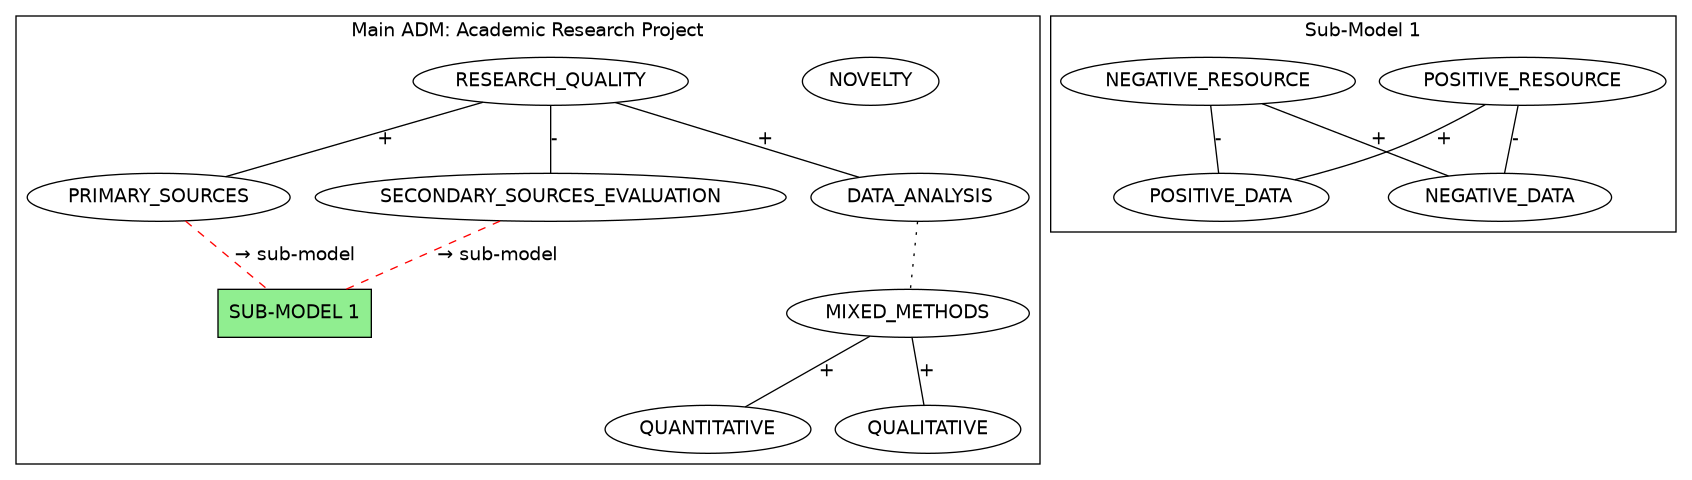 Main ADM: Academic Research Project
RESEARCH_QUALITY
NOVELTY
+
-
+
PRIMARY_SOURCES
SECONDARY_SOURCES_EVALUATION
DATA_ANALYSIS
→ sub-model
→ sub-model
SUB-MODEL 1
MIXED_METHODS
+
+
QUANTITATIVE
QUALITATIVE
Sub-Model 1
NEGATIVE_RESOURCE
POSITIVE_RESOURCE
-
+
+
-
POSITIVE_DATA
NEGATIVE_DATA